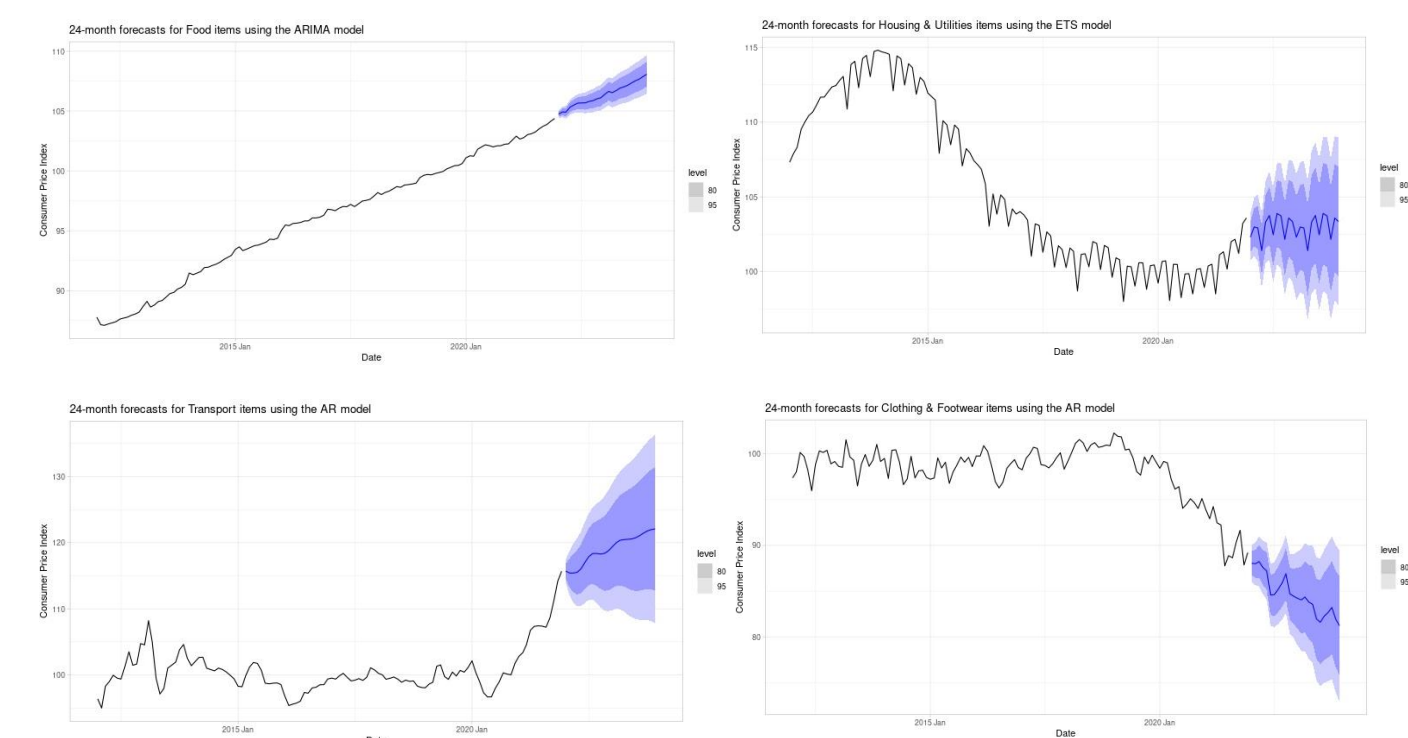 24-month forecasts for Food items using the ARIMA model
110
105
100
95
90
Consumer Price Index
2015 Jan
2020 Jan
Date
level
80
95
24-month forecasts for Housing & Utilities items using the ETS model
115
110
105
100
Consumer Price Index
2015 Jan
2020 Jan
Date
level
80
95
24-month forecasts for Transport items using the AR model
130
120
110
100
Consumer Price Index
2015 Jan
2020 Jan
level
80
95
24-month forecasts for Clothing & Footwear items using the AR model
100
90
80
Consumer Price Index
2015 Jan
2020 Jan
Date
level
80
95